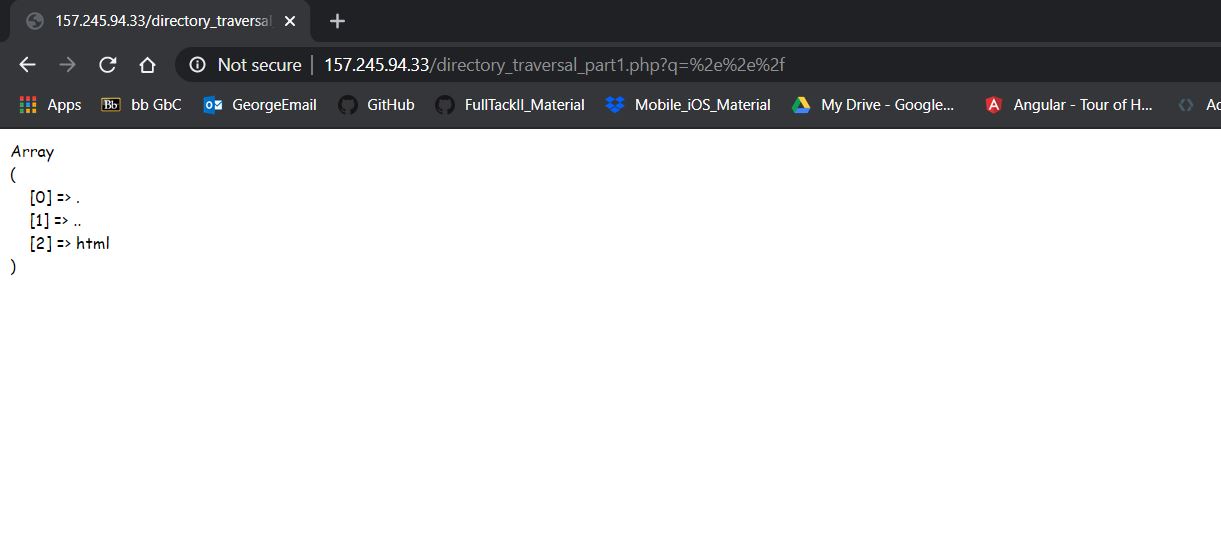 157.245.94.33/directory_traversal
Not secure | 157.245.94.33/directory_traversal_part1.php?q=%2e%2e%2f
Apps Bb bb GbC GeorgeEmail GitHub FullTackII_Material Mobile_iOS_Material My Drive - Google... A Angular - Tour of H...
Array
(
[0] => .
[1] => ..
[2] => html
)